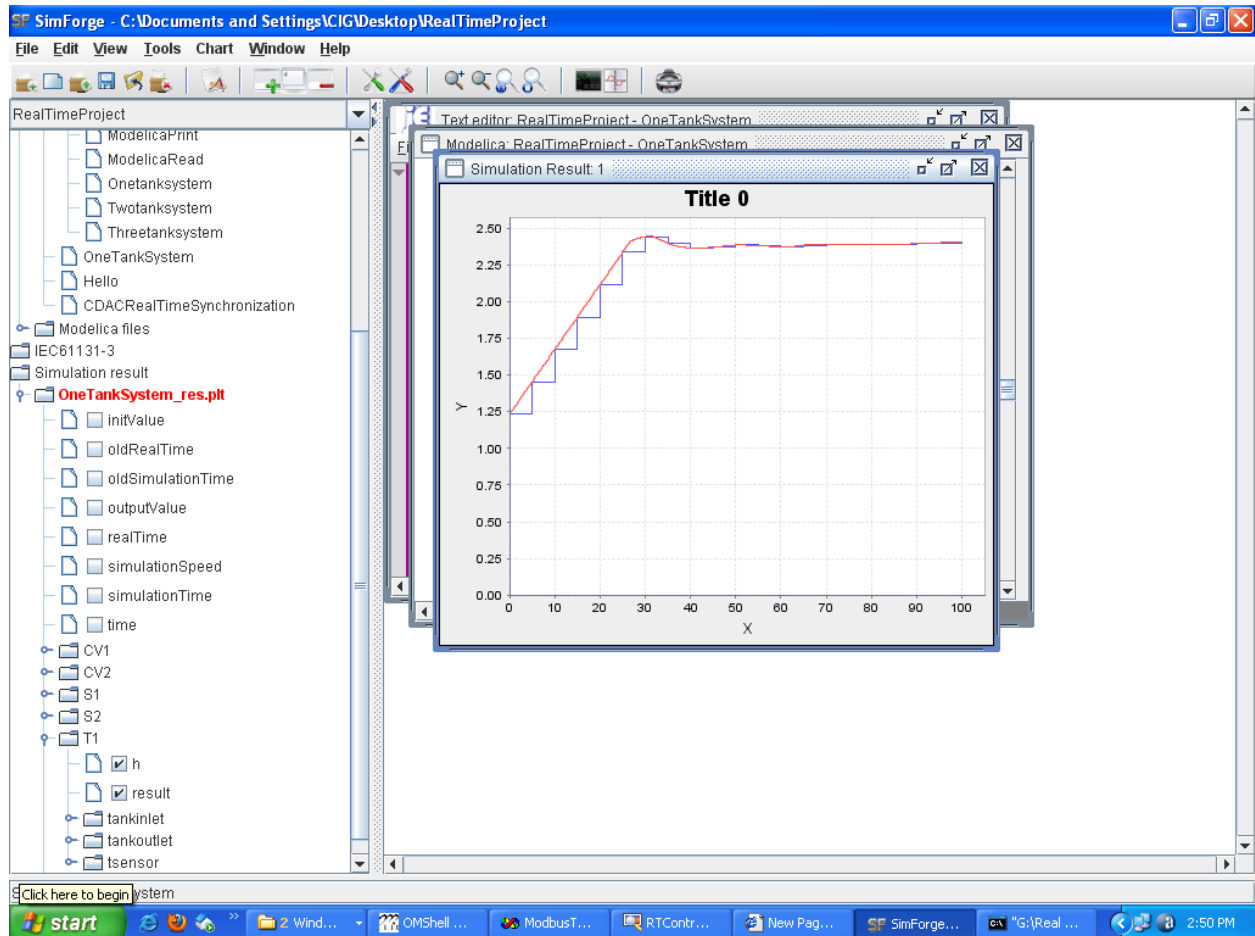 SF SimForge - C:\Documents and Settings\CIG\Desktop\RealTimeProject
File Edit View Tools Chart Window Help
RealTimeProject
ModelicaPrint
ModelicaRead
Onetanksystem
Twotanksystem
Threetanksystem
OneTankSystem
Hello
CDACRealTimeSynchronization
Modelica files
IEC61131-3
Simulation result
OneTankSystem_res.plt
initValue
oldRealTime
oldSimulationTime
outputValue
realTime
simulationSpeed
simulationTime
time
CV1
CV2
S1
S2
T1
h
result
tankinlet
tankoutlet
tsensor
Text editor: RealTimeProject - OneTankSystem
Modelica: RealTimeProject - OneTankSystem
Simulation Result: 1
Title 0
2.50
2.25
2.00
1.75
1.50
1.25
1.00
0.75
0.50
0.25
0.00
Y
0 10 20 30 40 50 60 70 80 90 100
X
Click here to begin ystem
start 2 Wind... OMShell ... ModbusT... RTContr... New Pag... SF SimForge... "G:\Real ... 2:50 PM